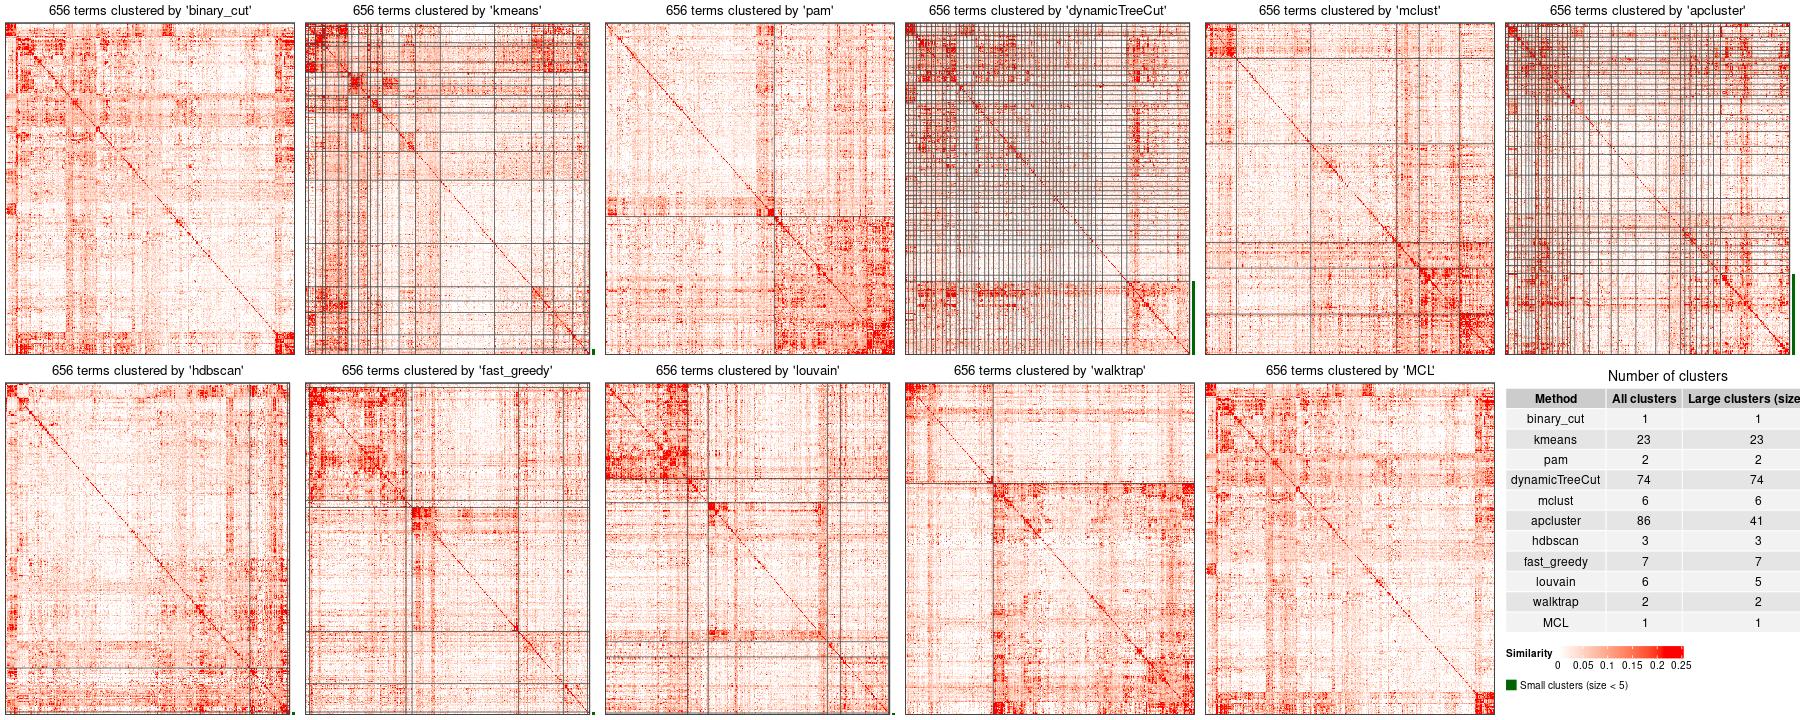 656 terms clustered by 'binary_cut'
656 terms clustered by 'kmeans'
656 terms clustered by 'pam'
656 terms clustered by 'dynamicTreeCut'
656 terms clustered by 'mclust'
656 terms clustered by 'apcluster'
656 terms clustered by 'hdbscan'
656 terms clustered by 'fast_greedy'
656 terms clustered by 'louvain'
656 terms clustered by 'walktrap'
656 terms clustered by 'MCL'
Number of clusters
Method All clusters Large clusters (size
binary_cut 1 1
kmeans 23 23
pam 2 2
dynamicTreeCut 74 74
mclust 6 6
apcluster 86 41
hdbscan 3 3
fast_greedy 7 7
louvain 6 5
walktrap 2 2
MCL 1 1
Similarity
0 0.05 0.1 0.15 0.2 0.25
Small clusters (size < 5)